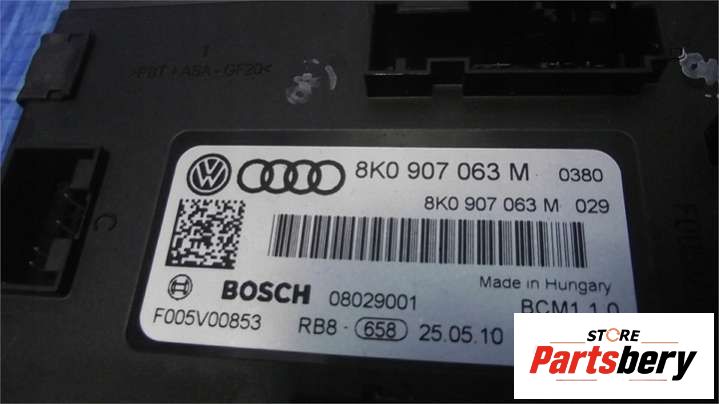 1
>PBT+ASA-GF20<
C
8K0 907 063 M 0380
8K0 907 063 M 029
Made in Hungary
BOSCH 08029001 BCM1 1.0
F005V00853 RB8- 658 25.05.10
STORE
Partsbery